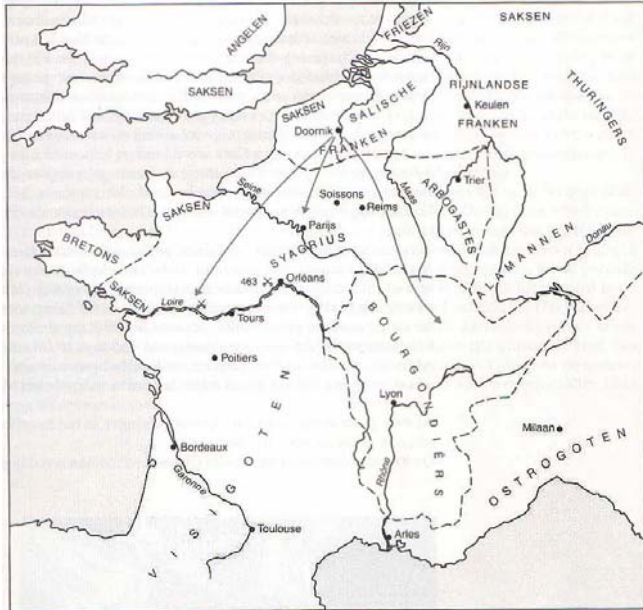 FRIEZEN
SAKSEN
ANGELEN
Rijn
SAKSEN
RIJNLANDSE
THURINGERS
SAKSEN
SALISCHE
Keulen
Doornik
FRANKEN
FRANKEN
SAKSEN
Seine
Soissons
Reims
Maas
Trier
ARBOGASTES
Parijs
BRETONS
SYAGRIUS
ALAMANNEN
Donau
SAKSEN
463
Orléans
Loire
Tours
BURGONDIERS
Poitiers
Lyon
Milaan
Bordeaux
OSTROGOTEN
Garonne
Rhône
VISIGOTEN
Toulouse
Arles